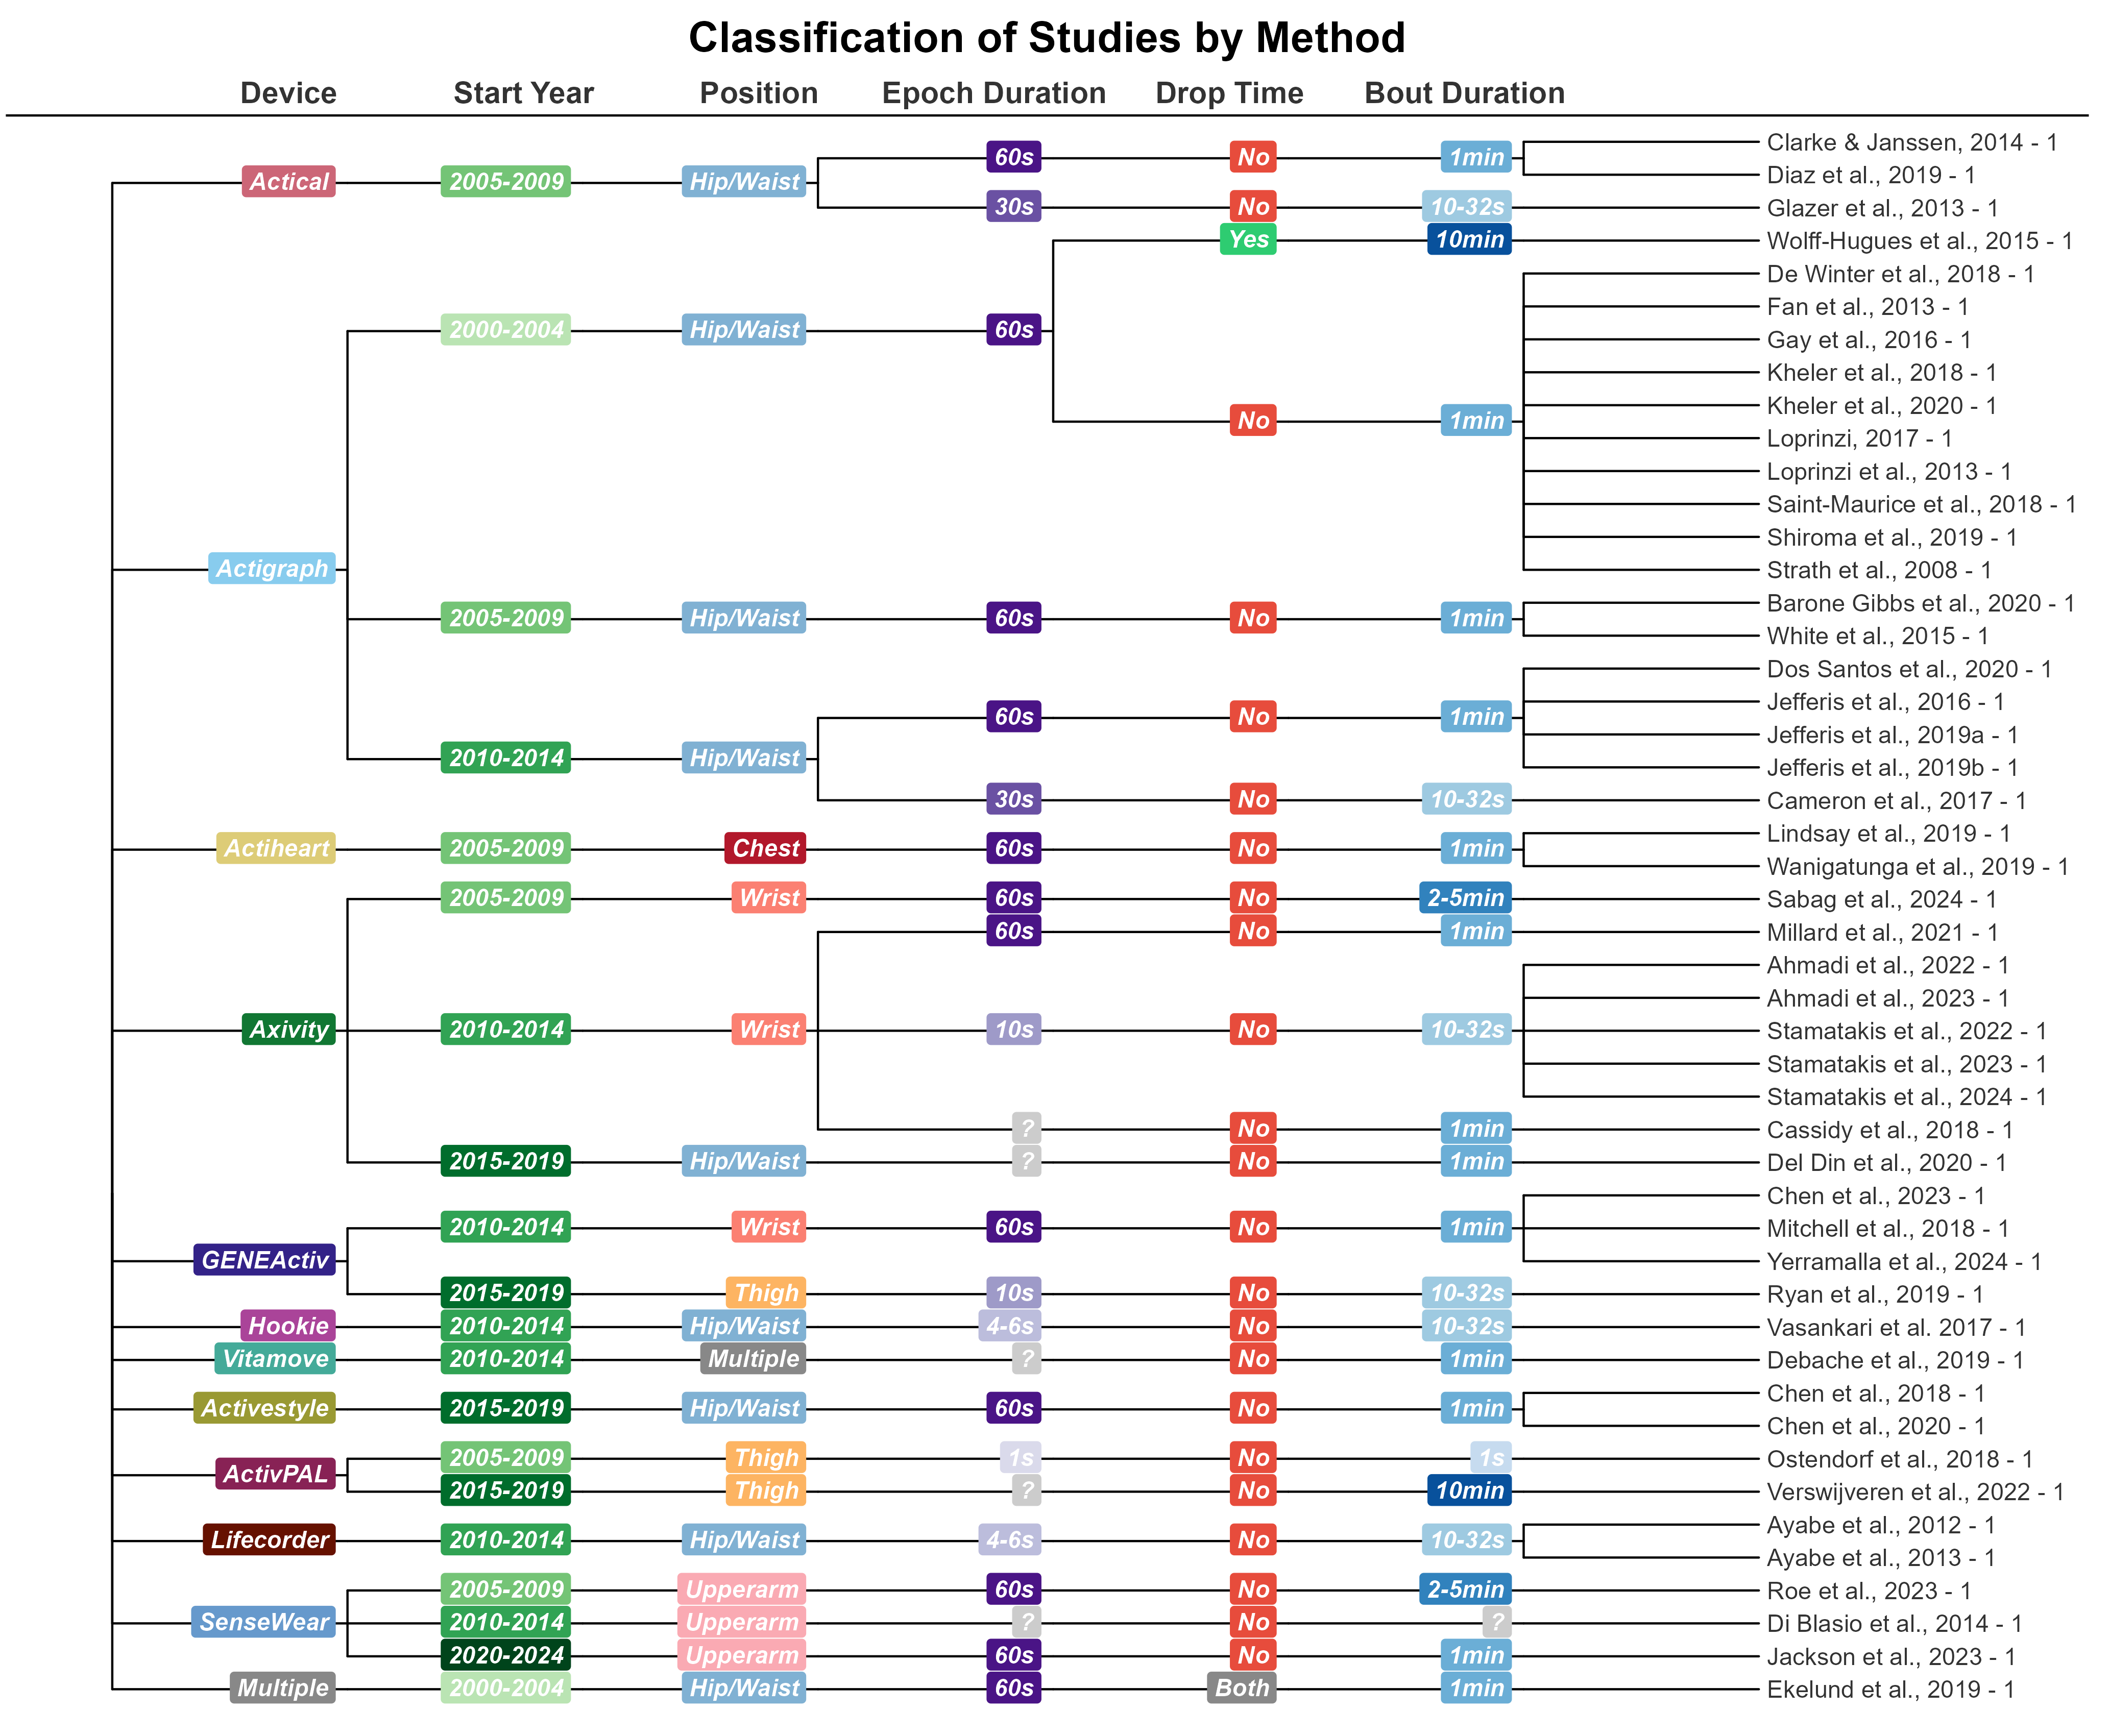 Classification of Studies by Method
Device Start Year Position Epoch Duration Drop Time Bout Duration
Clarke & Janssen, 2014 - 1
60s No 1min
Diaz et al., 2019 - 1
Actical 2005-2009 Hip/Waist
30s No 10-32s Glazer et al., 2013 - 1
Yes 10min Wolff-Hugues et al., 2015 - 1
De Winter et al., 2018 - 1
Fan et al., 2013 - 1
2000-2004 Hip/Waist 60s
Gay et al., 2016 - 1
Kheler et al., 2018 - 1
Kheler et al., 2020 - 1
No 1min
Loprinzi, 2017 - 1
Loprinzi et al., 2013 - 1
Saint-Maurice et al., 2018 - 1
Shiroma et al., 2019 - 1
Actigraph
Strath et al., 2008 - 1
Barone Gibbs et al., 2020 - 1
2005-2009 Hip/Waist 60s No 1min
White et al., 2015 - 1
Dos Santos et al., 2020 - 1
Jefferis et al., 2016 - 1
60s No 1min
Jefferis et al., 2019a - 1
2010-2014 Hip/Waist
Jefferis et al., 2019b - 1
30s No 10-32s Cameron et al., 2017 - 1
Lindsay et al., 2019 - 1
Actiheart 2005-2009 Chest 60s No 1min
Wanigatunga et al., 2019 - 1
2005-2009 Wrist 60s No 2-5min Sabag et al., 2024 - 1
60s No 1min Millard et al., 2021 - 1
Ahmadi et al., 2022 - 1
Ahmadi et al., 2023 - 1
Axivity 2010-2014 Wrist 10s No 10-32s Stamatakis et al., 2022 - 1
Stamatakis et al., 2023 - 1
Stamatakis et al., 2024 - 1
? No 1min Cassidy et al., 2018 - 1
2015-2019 Hip/Waist ? No 1min Del Din et al., 2020 - 1
Chen et al., 2023 - 1
2010-2014 Wrist 60s No 1min Mitchell et al., 2018 - 1
GENEActiv
Yerramalla et al., 2024 - 1
2015-2019 Thigh 10s No 10-32s Ryan et al., 2019 - 1
Hookie 2010-2014 Hip/Waist 4-6s No 10-32s Vasankari et al. 2017 - 1
Vitamove 2010-2014 Multiple ? No 1min Debache et al., 2019 - 1
Chen et al., 2018 - 1
Activestyle 2015-2019 Hip/Waist 60s No 1min
Chen et al., 2020 - 1
2005-2009 Thigh 1s No 1s Ostendorf et al., 2018 - 1
ActivPAL
2015-2019 Thigh ? No 10min Verswijveren et al., 2022 - 1
Ayabe et al., 2012 - 1
Lifecorder 2010-2014 Hip/Waist 4-6s No 10-32s
Ayabe et al., 2013 - 1
2005-2009 Upperarm 60s No 2-5min Roe et al., 2023 - 1
SenseWear 2010-2014 Upperarm ? No ? Di Blasio et al., 2014 - 1
2020-2024 Upperarm 60s No 1min Jackson et al., 2023 - 1
Multiple 2000-2004 Hip/Waist 60s Both 1min Ekelund et al., 2019 - 1